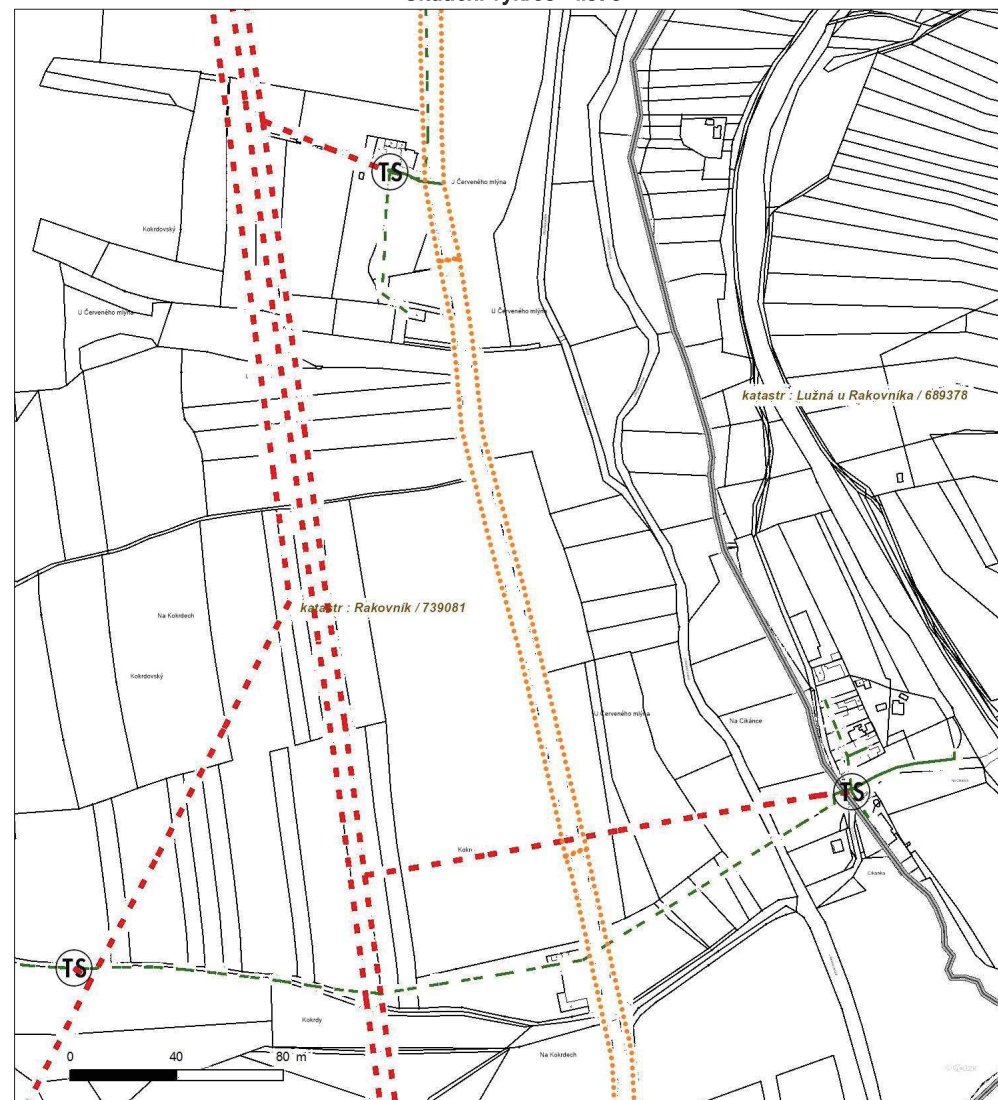 TS
J Červeného mlýna
Kokrdovský
U Červeného mlýna
U Červeného mlýna
katastr : Lužná u Rakovníka / 689378
katastr : Rakovník / 739081
Na Kokrdech
Kokrdovský
U Červeného mlýna
Na Cikánce
TS
Kokr
Cikánka
TS
Kokrdy
0 40 80 m
Na Kokrdech